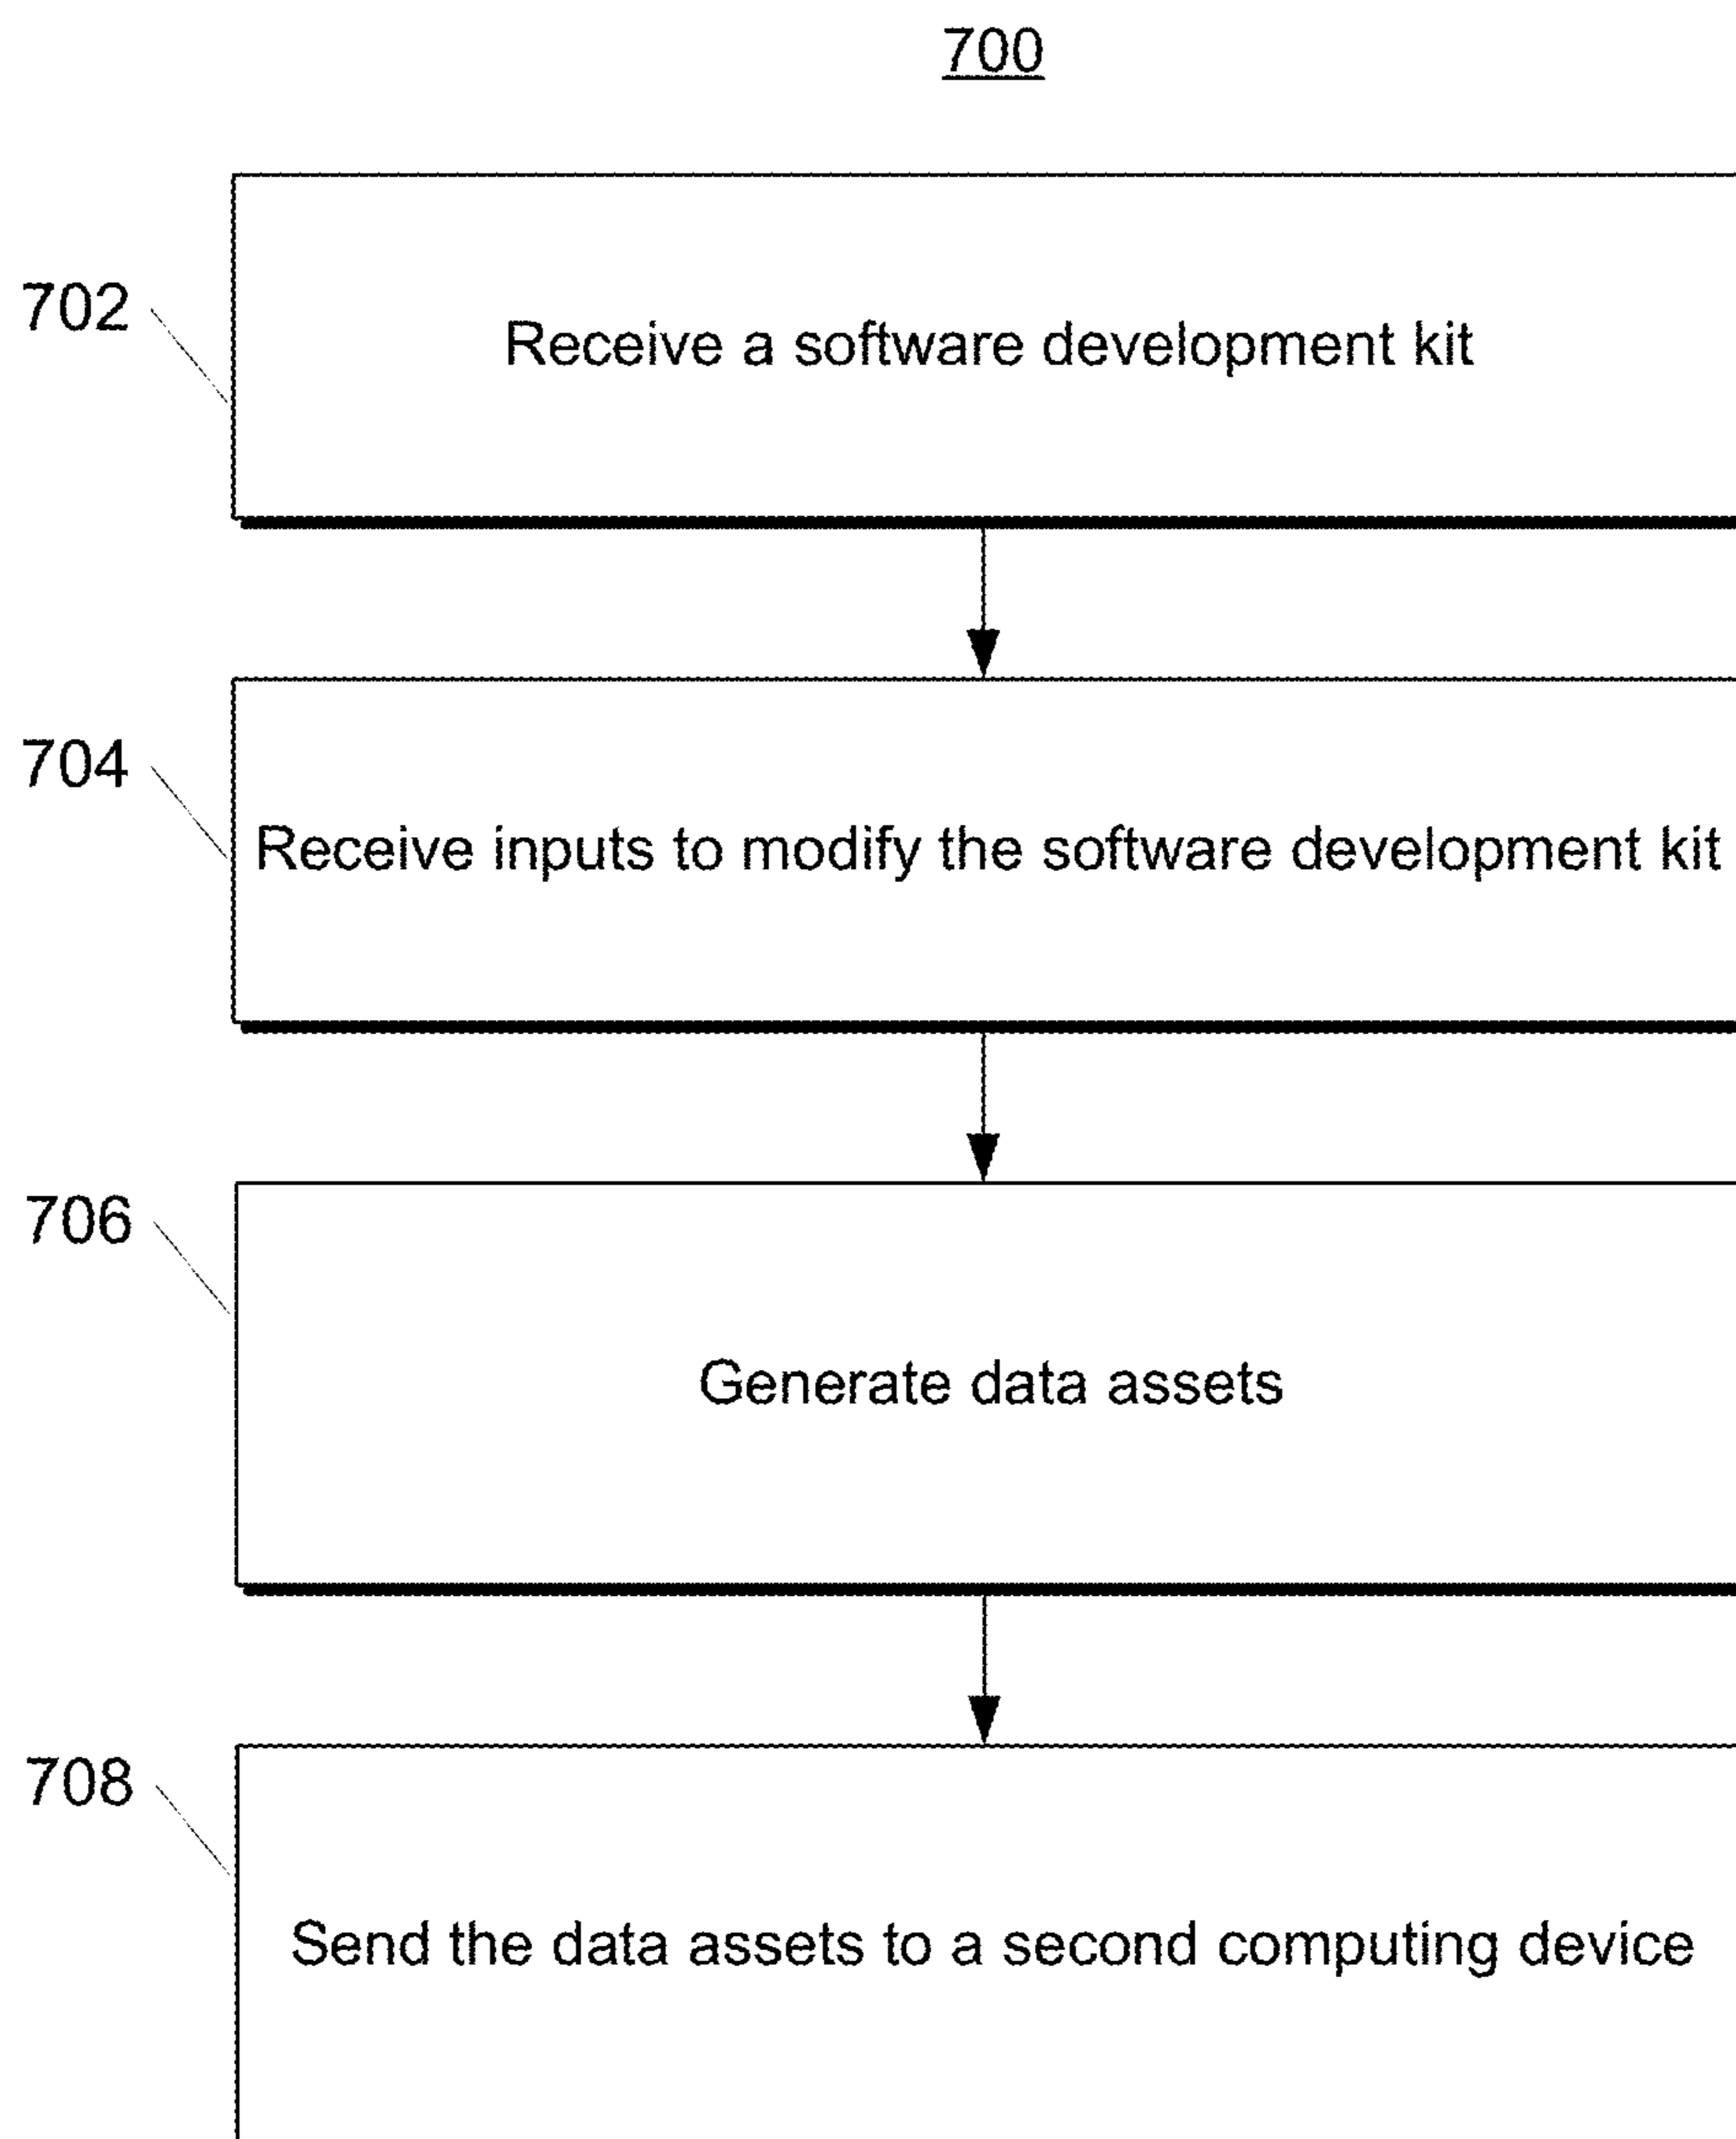 700
702
Receive a software development kit
704
Receive inputs to modify the software development kit
706
Generate data assets
708
Send the data assets to a second computing device